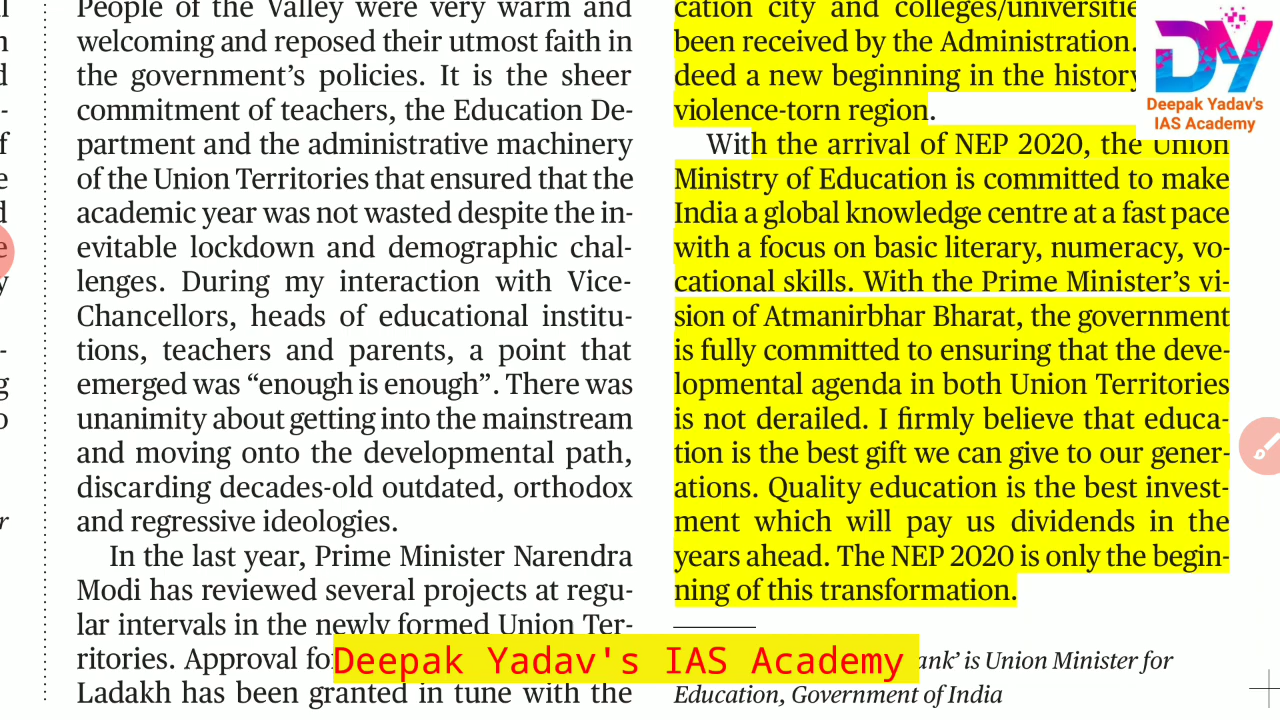 People of the Valley were very warm and
welcoming and reposed their utmost faith in
the government's policies. It is the sheer
commitment of teachers, the Education De-
partment and the administrative machinery
of the Union Territories that ensured that the
academic year was not wasted despite the in-
evitable lockdown and demographic chal-
lenges. During my interaction with Vice-
Chancellors, heads of educational institu-
tions, teachers and parents, a point that
emerged was “enough is enough”. There was
unanimity about getting into the mainstream
and moving onto the developmental path,
discarding decades-old outdated, orthodox
and regressive ideologies.
In the last year, Prime Minister Narendra
Modi has reviewed several projects at regu-
lar intervals in the newly formed Union Ter-
ritories. Approval for
Ladakh has been granted in tune with the
cation city and colleges/universitie
been received by the Administration.
deed a new beginning in the history
violence-torn region.
With the arrival of NEP 2020, the Union
Ministry of Education is committed to make
India a global knowledge centre at a fast pace
with a focus on basic literary, numeracy, vo-
cational skills. With the Prime Minister's vi-
sion of Atmanirbhar Bharat, the government
is fully committed to ensuring that the deve-
lopmental agenda in both Union Territories
is not derailed. I firmly believe that educa-
tion is the best gift we can give to our gener-
ations. Quality education is the best invest-
ment which will pay us dividends in the
years ahead. The NEP 2020 is only the begin-
ning of this transformation.
ank’ is Union Minister for
Education, Government of India
DY
Deepak Yadav's
IAS Academy
Deepak Yadav's IAS Academy